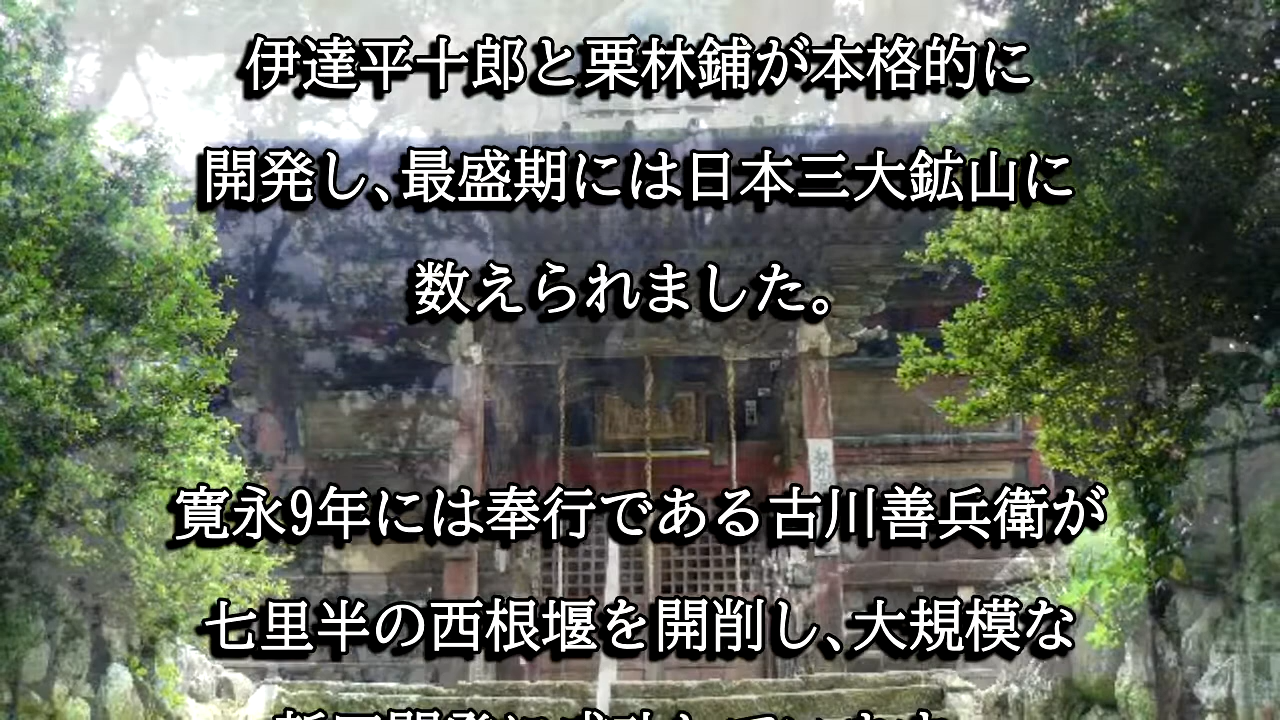 伊達平十郎と栗林鋪が本格的に
開発し、最盛期には日本三大鉱山に
数えられました。
寛永9年には奉行である古川善兵衛が
七里半の西根堰を開削し、大規模な